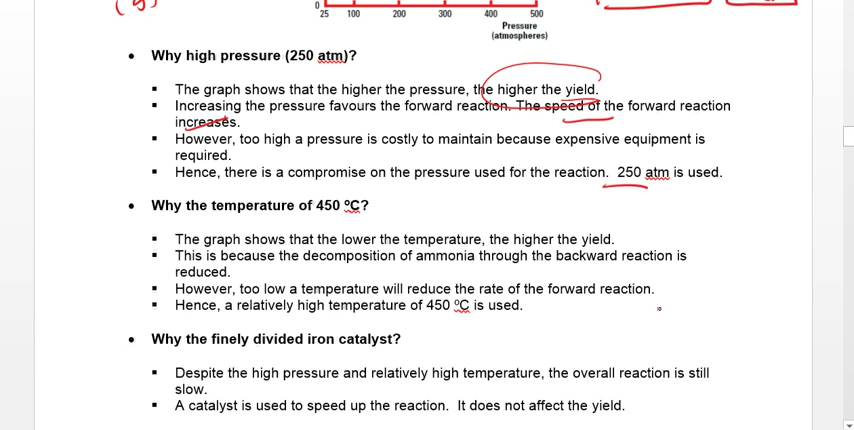 (g)
0
25 100 200 300 400 500
Pressure
(atmospheres)
• Why high pressure (250 atm)?
▪ The graph shows that the higher the pressure, the higher the yield.
▪ Increasing the pressure favours the forward reaction. The speed of the forward reaction
increases.
▪ However, too high a pressure is costly to maintain because expensive equipment is
required.
▪ Hence, there is a compromise on the pressure used for the reaction. 250 atm is used.
• Why the temperature of 450 ⁰C?
▪ The graph shows that the lower the temperature, the higher the yield.
▪ This is because the decomposition of ammonia through the backward reaction is
reduced.
▪ However, too low a temperature will reduce the rate of the forward reaction.
▪ Hence, a relatively high temperature of 450 ⁰C is used.
• Why the finely divided iron catalyst?
▪ Despite the high pressure and relatively high temperature, the overall reaction is still
slow.
▪ A catalyst is used to speed up the reaction. It does not affect the yield.